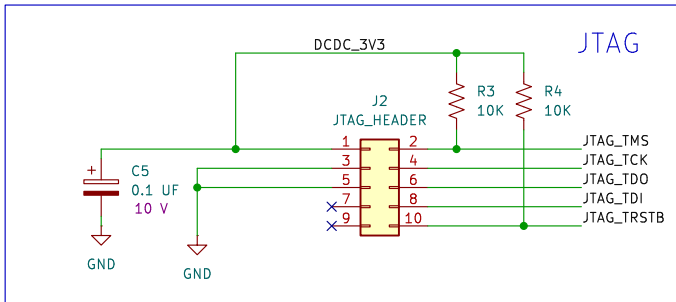 JTAG
DCDC_3V3
R3
10K
R4
10K
J2
JTAG_HEADER
1
2
JTAG_TMS
3
4
JTAG_TCK
5
6
JTAG_TDO
7
8
JTAG_TDI
9
10
JTAG_TRSTB
+
C5
0.1 UF
10 V
GND
GND